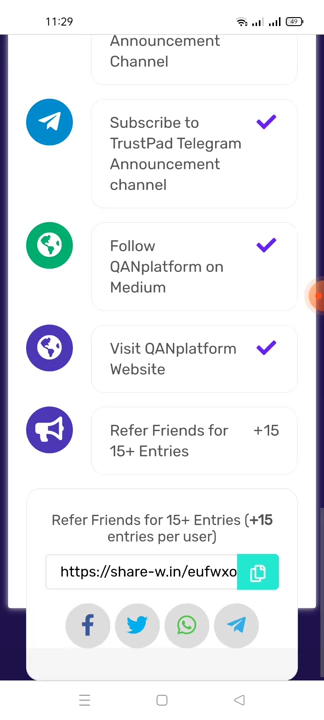 11:29
49
Announcement
Channel
Subscribe to
TrustPad Telegram
Announcement
channel
Follow
QANplatform on
Medium
Visit QANplatform
Website
Refer Friends for +15
15+ Entries
Refer Friends for 15+ Entries (+15
entries per user)
https://share-w.in/eufwxo